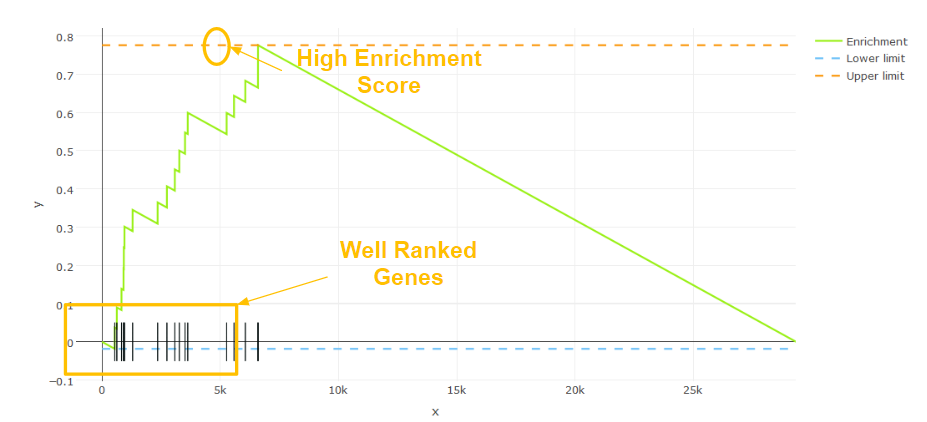 0.8
0.7
0.6
0.5
0.4
0.3
0.2
0.1
0
−0.1
y
0
5k
10k
15k
20k
25k
x
High Enrichment
Score
Well Ranked
Genes
Enrichment
Lower limit
Upper limit